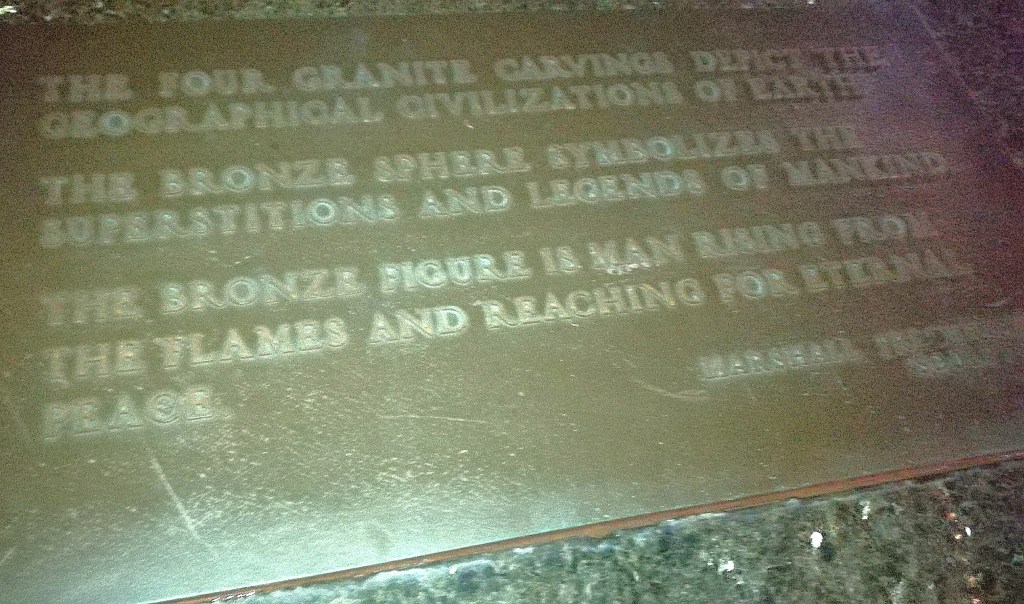 THE FOUR GRANITE CARVINGS DEPICT THE
GEOGRAPHICAL CIVILIZATIONS OF EARTH
THE BRONZE SPHERE SYMBOLIZES THE
SUPERSTITIONS AND LEGENDS OF MANKIND
THE BRONZE FIGURE IS MAN RISING FROM
THE FLAMES AND REACHING FOR ETERNAL
PEACE.
MARSHALL